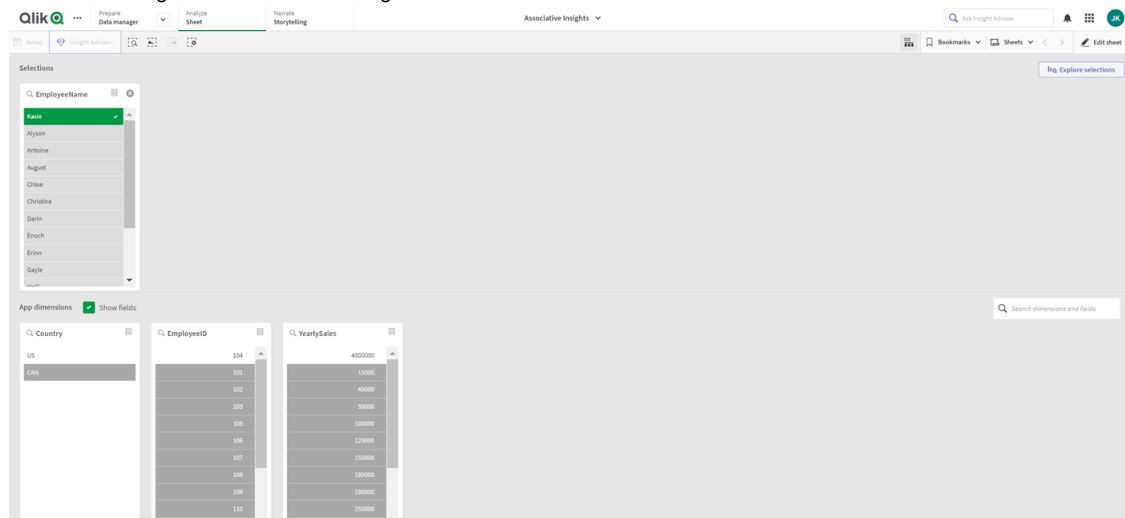 Qlik Q ... Prepare Data manager Analyze Sheet Narrate Storytelling Associative Insights Ask Insight Advisor JK
Notes Insight Advisor Bookmarks Sheets Edit sheet
Selections
Explore selections
EmployeeName
Kasie
Alyson
Antoine
August
Chloe
Christine
Darin
Enoch
Erinn
Gayle
App dimensions Show fields
Search dimensions and fields
Country EmployeeID YearlySales
US 104 4000000
CAN 101 15000
102 40000
103 50000
105 100000
106 125000
107 150000
108 185000
109 190000
110 250000